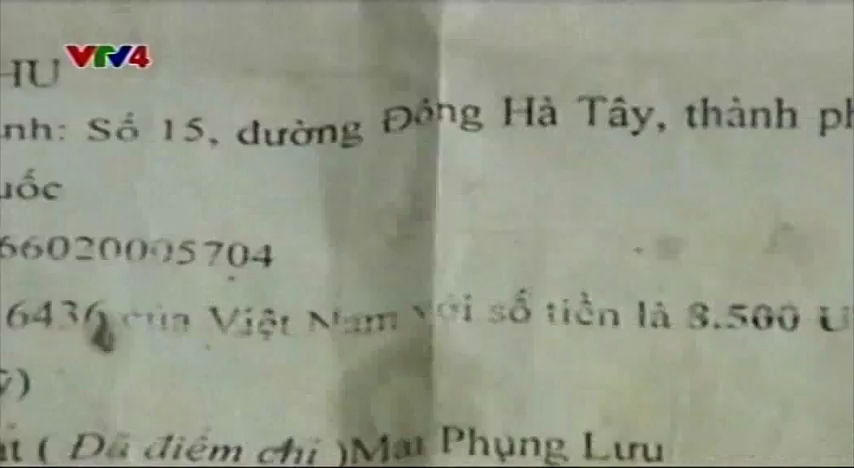 VTV4
HU
nh: Số 15, đường Đông Hà Tây, thành ph
uốc
66020005704
6436 của Việt Nam với số tiền là 8.500 U
)
t ( Đã điểm chỉ )Mai Phụng Lưu